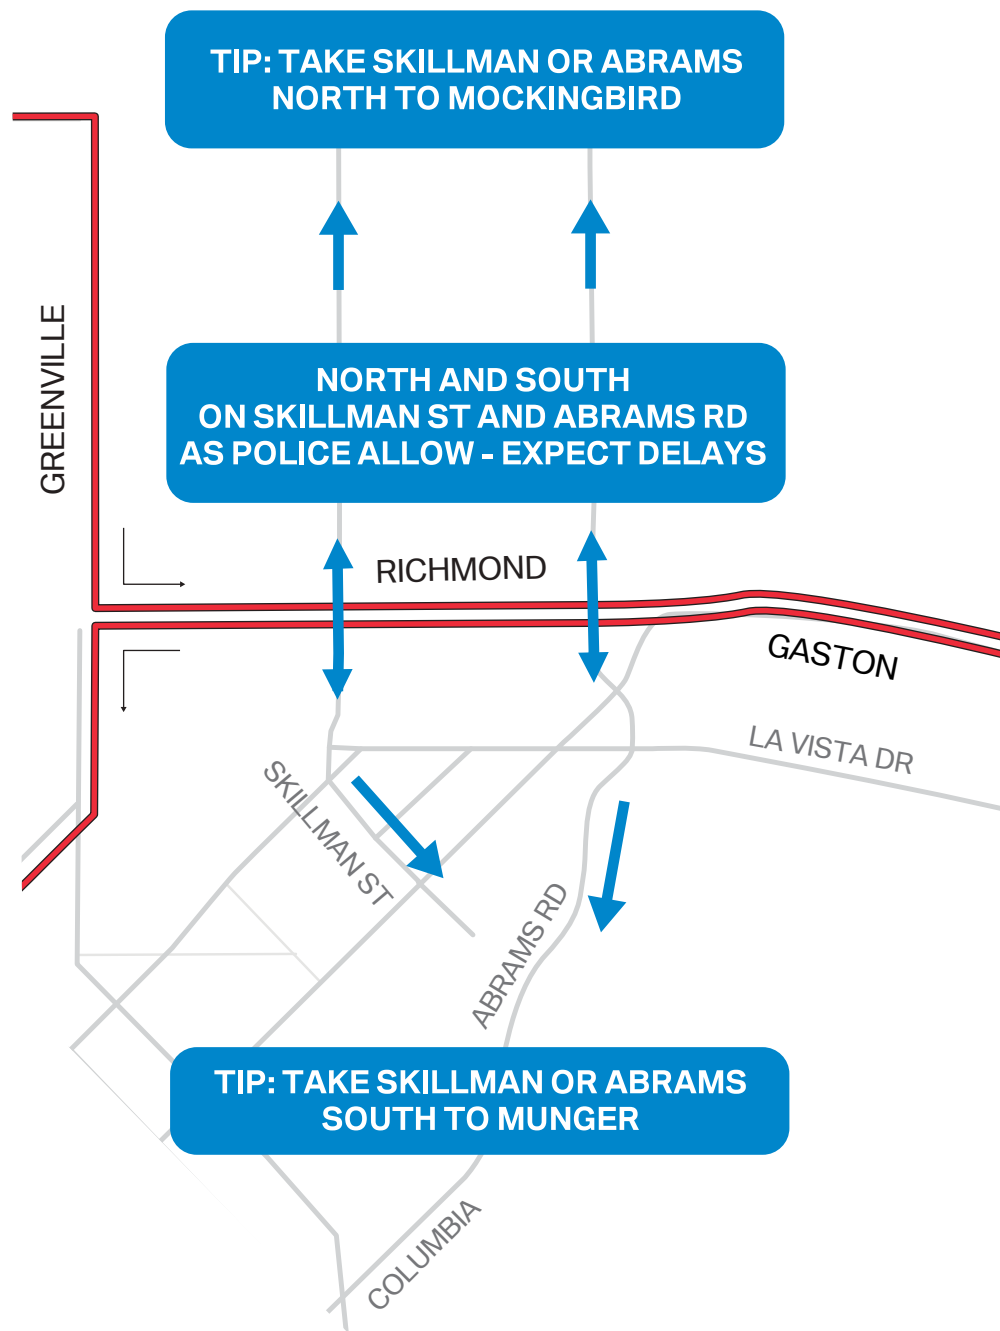 TIP: TAKE SKILLMAN OR ABRAMS
NORTH TO MOCKINGBIRD
GREENVILLE
NORTH AND SOUTH
ON SKILLMAN ST AND ABRAMS RD
AS POLICE ALLOW - EXPECT DELAYS
RICHMOND
GASTON
LA VISTA DR
SKILLMAN ST
ABRAMS RD
TIP: TAKE SKILLMAN OR ABRAMS
SOUTH TO MUNGER
COLUMBIA